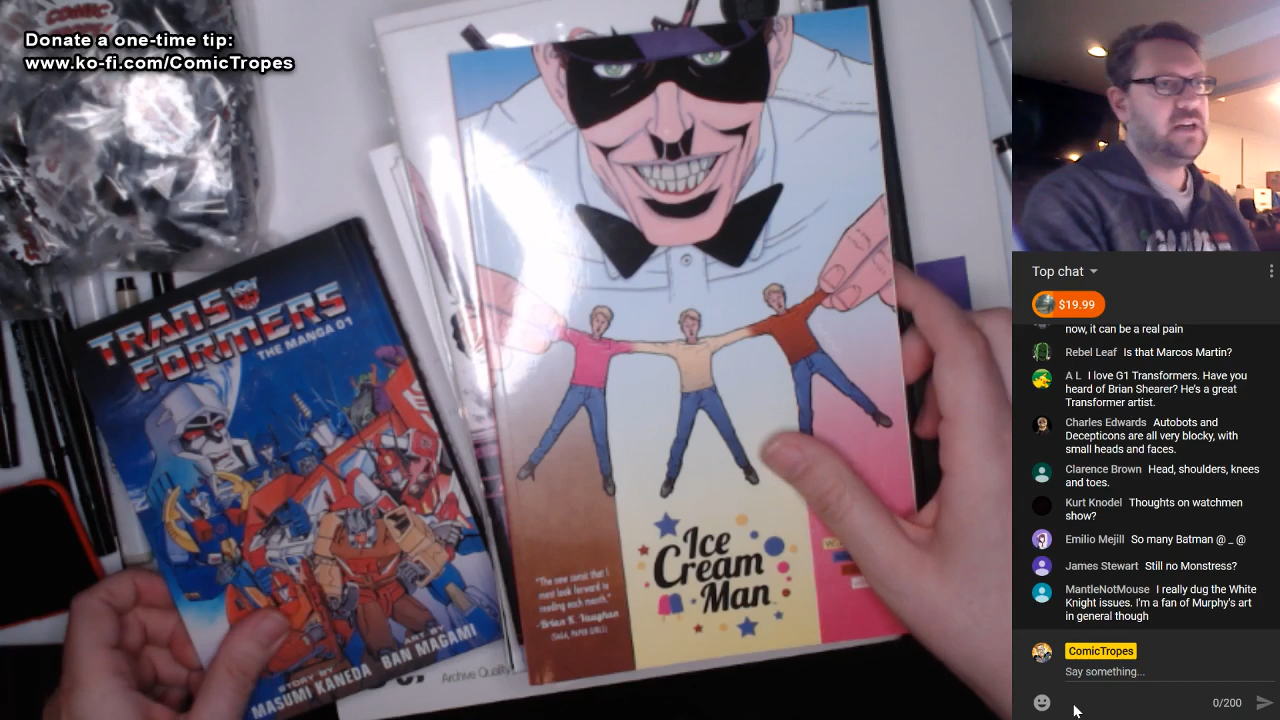 Donate a one-time tip:
www.ko-fi.com/ComicTropes
COMIC
TRANS
FORMERS
THE MANGA 01
STORY BY
MASUMI KANEDA
ART BY
BAN MAGAMI
Ice
Cream
Man
"The new comic that I
most look forward to
reading each month."
-Brian K. Vaughan
(SAGA, PAPER GIRLS)
Archive Quality
Top chat
$19.99
now, it can be a real pain
Rebel Leaf Is that Marcos Martin?
A L I love G1 Transformers. Have you
heard of Brian Shearer? He's a great
Transformer artist.
Charles Edwards Autobots and
Decepticons are all very blocky, with
small heads and faces.
Clarence Brown Head, shoulders, knees
and toes.
Kurt Knodel Thoughts on watchmen
show?
Emilio Mejill So many Batman @ _ @
James Stewart Still no Monstress?
MantleNotMouse I really dug the White
Knight issues. I'm a fan of Murphy's art
in general though
ComicTropes
Say something...
0/200